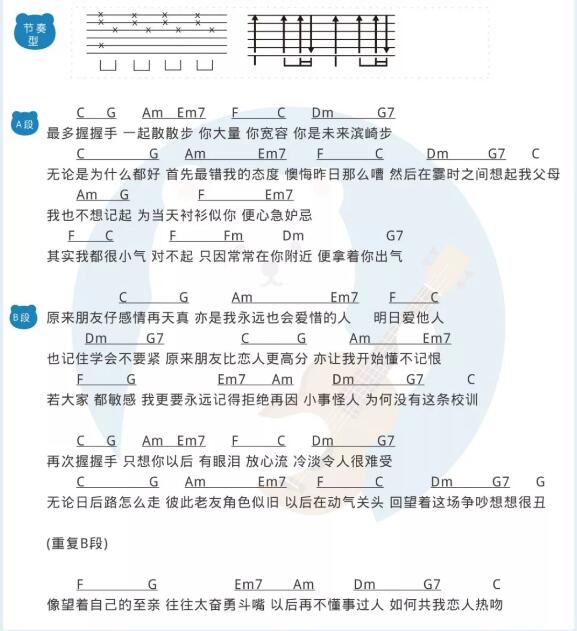 节奏
型
C G Am Em7 F C Dm G7
A段
最多握握手 一起散散步 你大量 你宽容 你是未来滨崎步
C G Am Em7 F C Dm G7 C
无论是为什么都好 首先最错我的态度 懊悔昨日那么嘈 然后在霎时之间想起我父母
Am G F Em7
我也不想记起 为当天衬衫似你 便心急妒忌
F C F Fm Dm G7
其实我都很小气 对不起 只因常常在你附近 便拿着你出气
C G Am Em7 F C
B段
原来朋友仔感情再天真 亦是我永远也会爱惜的人 明日爱他人
Dm G7 C G Am Em7
也记住学会不要紧 原来朋友比恋人更高分 亦让我开始懂不记恨
F G Em7 Am Dm G7 C
若大家 都敏感 我更要永远记得拒绝再因 小事怪人 为何没有这条校训
C G Am Em7 F C Dm G7
再次握握手 只想你以后 有眼泪 放心流 冷淡令人很难受
C G Am Em7 F C Dm G7 G
无论日后路怎么走 彼此老友角色似旧 以后在动气关头 回望着这场争吵想想很丑
(重复B段)
F G Em7 Am Dm G7 C
像望着自己的至亲 往往太奋勇斗嘴 以后再不懂事过人 如何共我恋人热吻